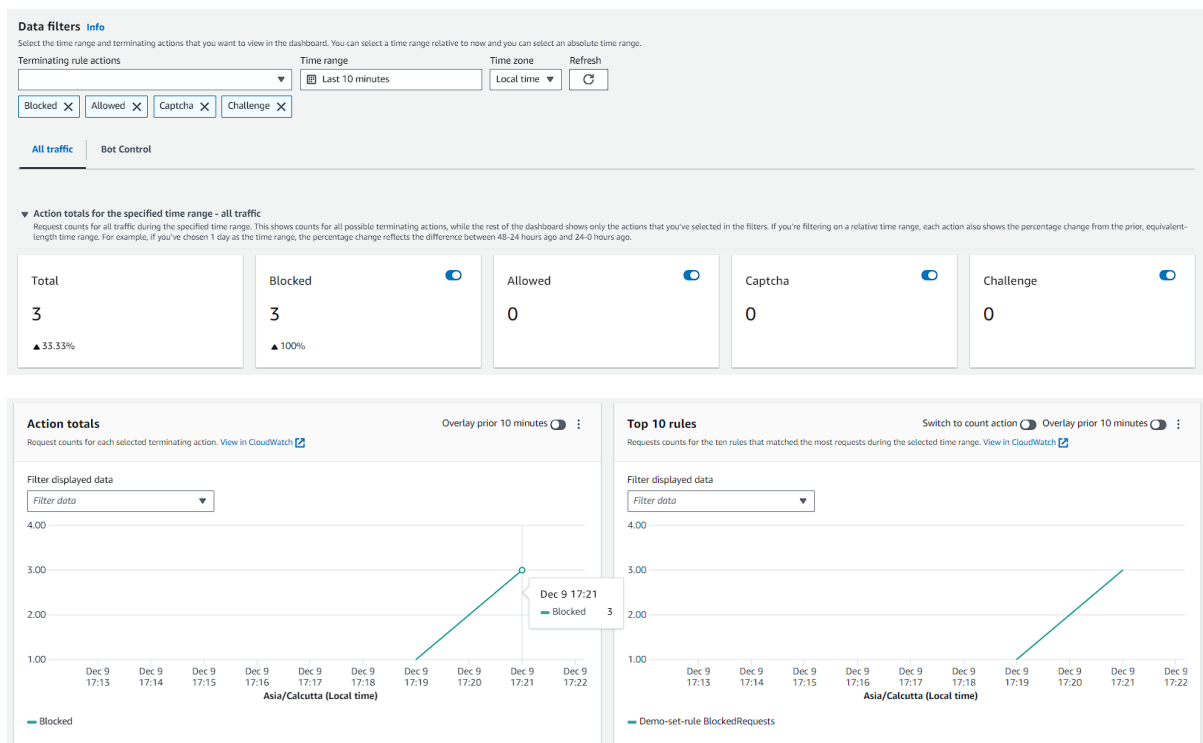 Data filters Info
Select the time range and terminating actions that you want to view in the dashboard. You can select a time range relative to now and you can select an absolute time range.
Terminating rule actions Time range Time zone Refresh
Last 10 minutes Local time
Blocked Allowed Captcha Challenge
All traffic Bot Control
Action totals for the specified time range - all traffic
Request counts for all traffic during the specified time range. This shows counts for all possible terminating actions, while the rest of the dashboard shows only the actions that you've selected in the filters. If you're filtering on a relative time range, each action also shows the percentage change from the prior, equivalent-
length time range. For example, if you've chosen 1 day as the time range, the percentage change reflects the difference between 48-24 hours ago and 24-0 hours ago.
Total
3
33.33%
Blocked
3
100%
Allowed
0
Captcha
0
Challenge
0
Action totals Overlay prior 10 minutes
Request counts for each selected terminating action. View in CloudWatch
Filter displayed data
Filter data
4.00
3.00
2.00
1.00
Dec 9 17:21
Blocked 3
Dec 9 Dec 9 Dec 9 Dec 9 Dec 9 Dec 9 Dec 9 Dec 9 Dec 9 Dec 9
17:13 17:14 17:15 17:16 17:17 17:18 17:19 17:20 17:21 17:22
Asia/Calcutta (Local time)
Blocked
Top 10 rules Switch to count action Overlay prior 10 minutes
Requests counts for the ten rules that matched the most requests during the selected time range. View in CloudWatch
Filter displayed data
Filter data
4.00
3.00
2.00
1.00
Dec 9 Dec 9 Dec 9 Dec 9 Dec 9 Dec 9 Dec 9 Dec 9 Dec 9 Dec 9
17:13 17:14 17:15 17:16 17:17 17:18 17:19 17:20 17:21 17:22
Asia/Calcutta (Local time)
Demo-set-rule BlockedRequests